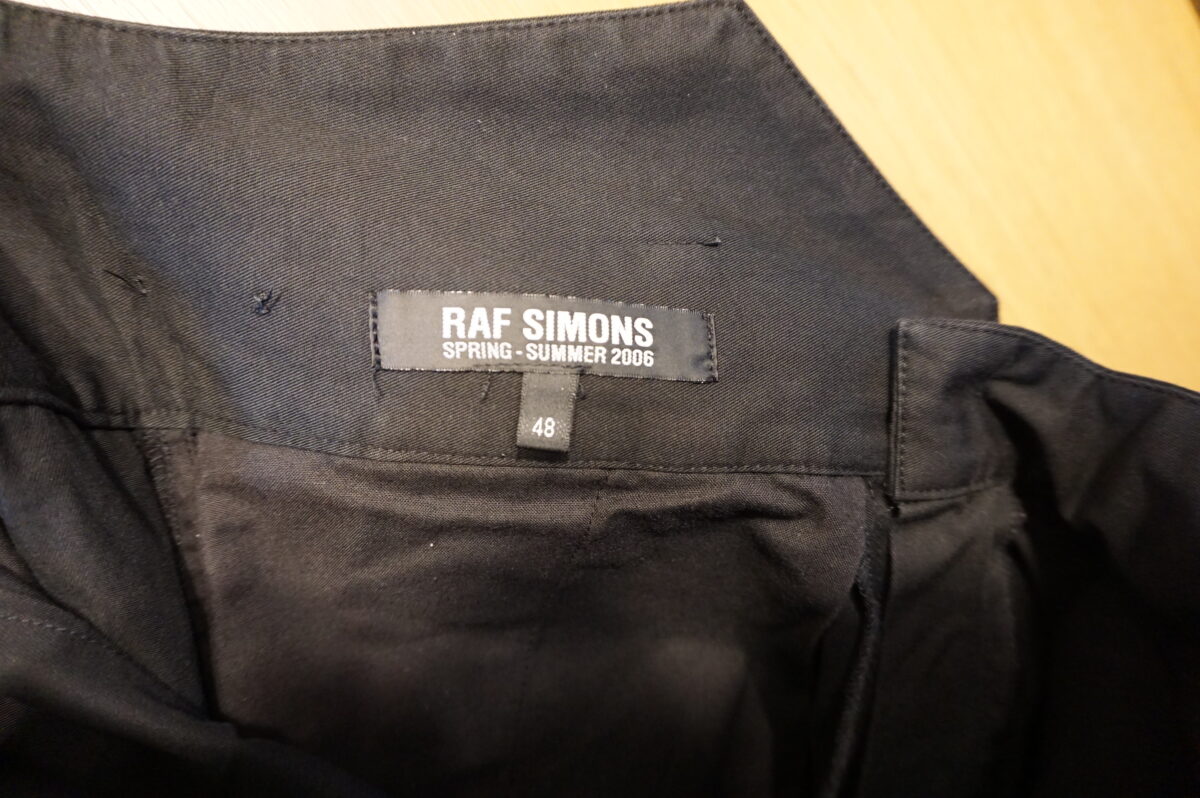 RAF SIMONS
SPRING - SUMMER 2006
48